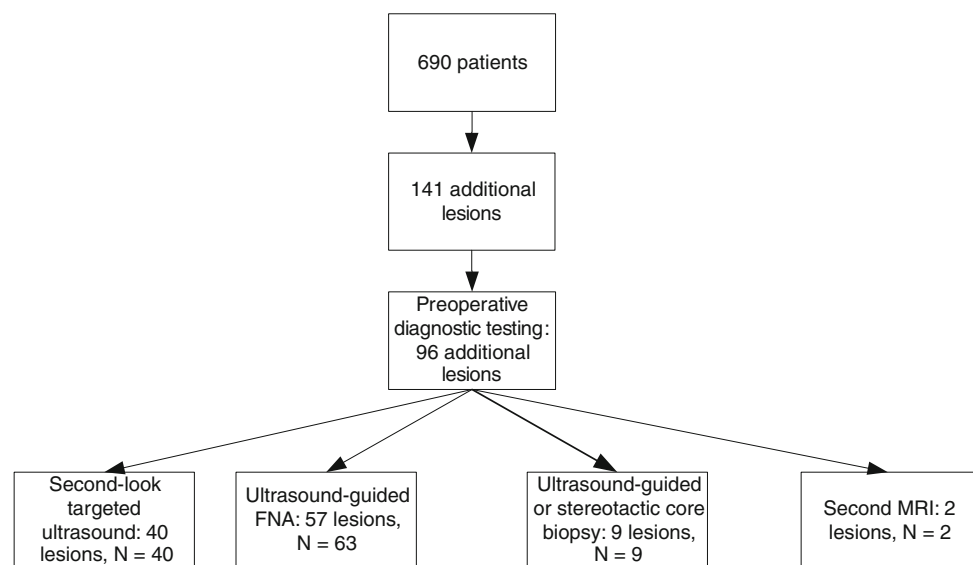 690 patients
141 additional
lesions
Preoperative
diagnostic testing:
96 additional
lesions
Second-look
targeted
ultrasound: 40
lesions, N = 40
Ultrasound-guided
FNA: 57 lesions,
N = 63
Ultrasound-guided
or stereotactic core
biopsy: 9 lesions,
N = 9
Second MRI: 2
lesions, N = 2